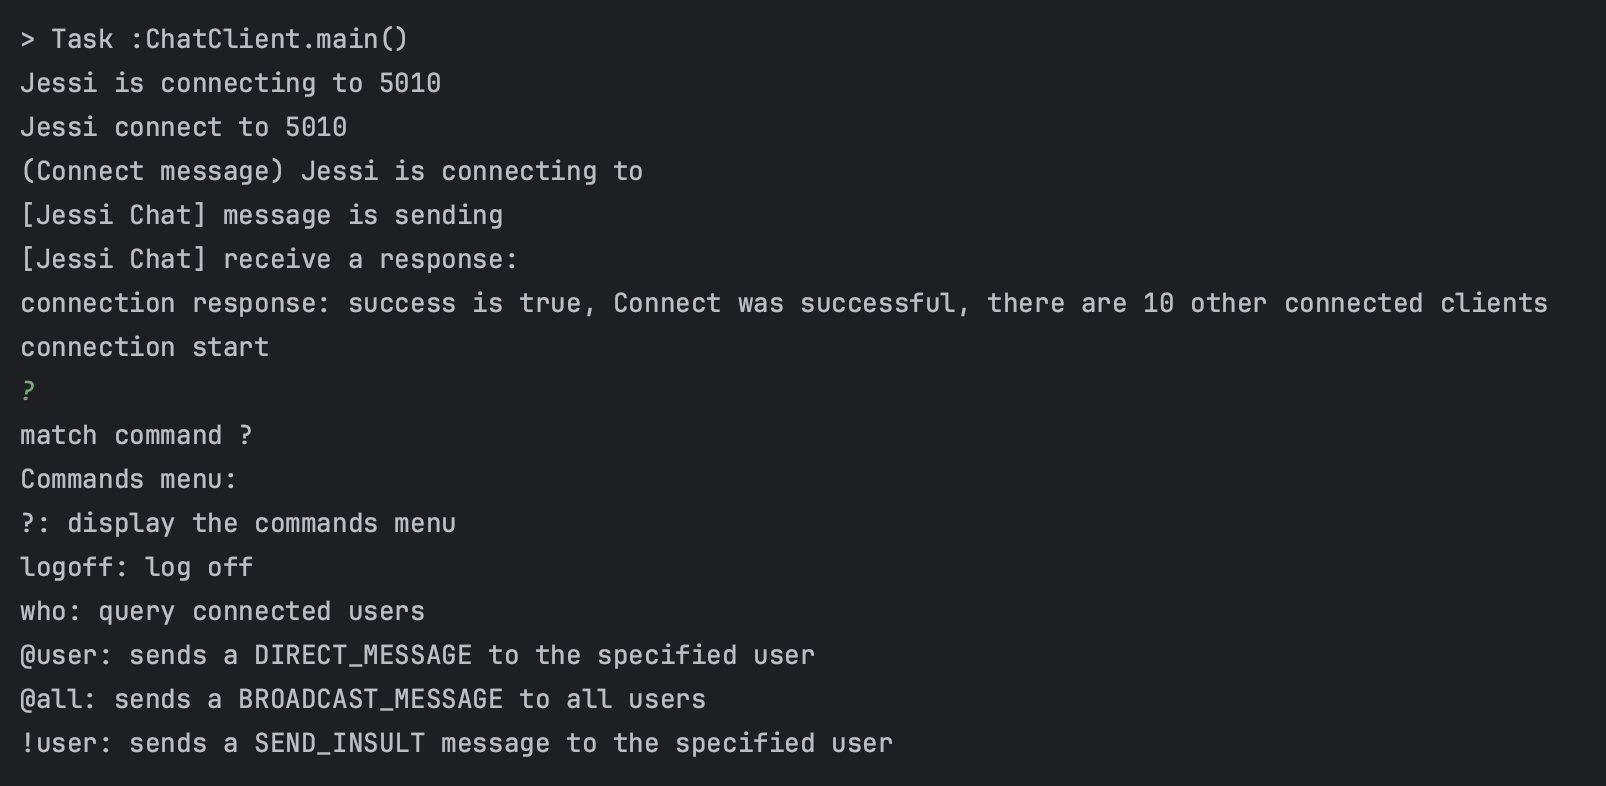 > Task :ChatClient.main()
Jessi is connecting to 5010
Jessi connect to 5010
(Connect message) Jessi is connecting to
[Jessi Chat] message is sending
[Jessi Chat] receive a response:
connection response: success is true, Connect was successful, there are 10 other connected clients
connection start
?
match command ?
Commands menu:
?: display the commands menu
logoff: log off
who: query connected users
@user: sends a DIRECT_MESSAGE to the specified user
@all: sends a BROADCAST_MESSAGE to all users
!user: sends a SEND_INSULT message to the specified user